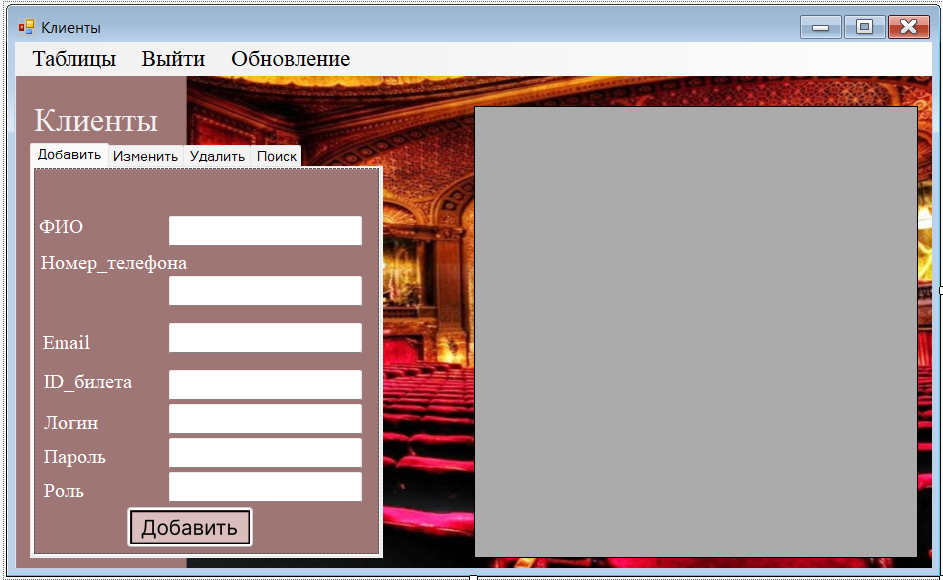 Клиенты
Таблицы Выйти Обновление
Клиенты
Добавить Изменить Удалить Поиск
ФИО
Номер_телефона
Email
ID_билета
Логин
Пароль
Роль
Добавить